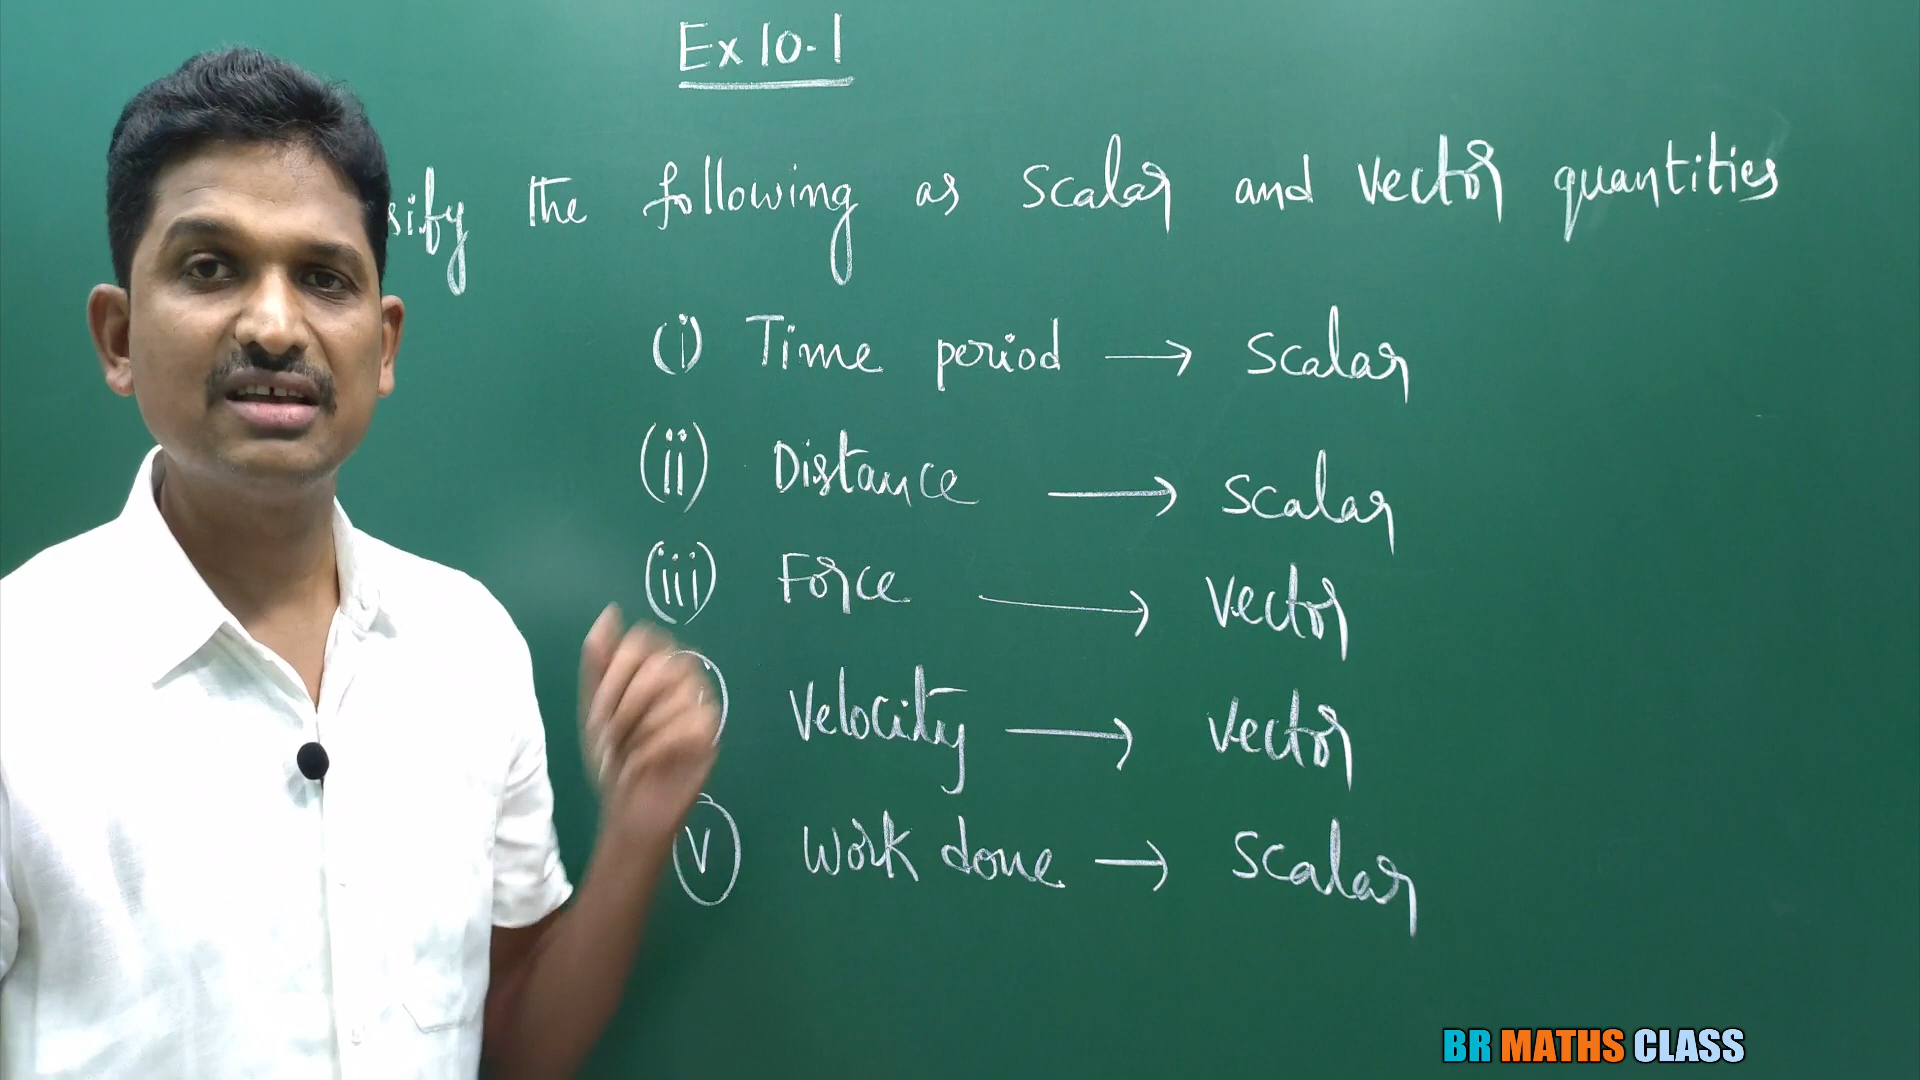 Ex 10.1
sify the following as scalar and vector quantities
(i) Time period → scalar
(ii) Distance → scalar
(iii) Force → vector
velocity → vector
(v) work done → scalar
BR MATHS CLASS